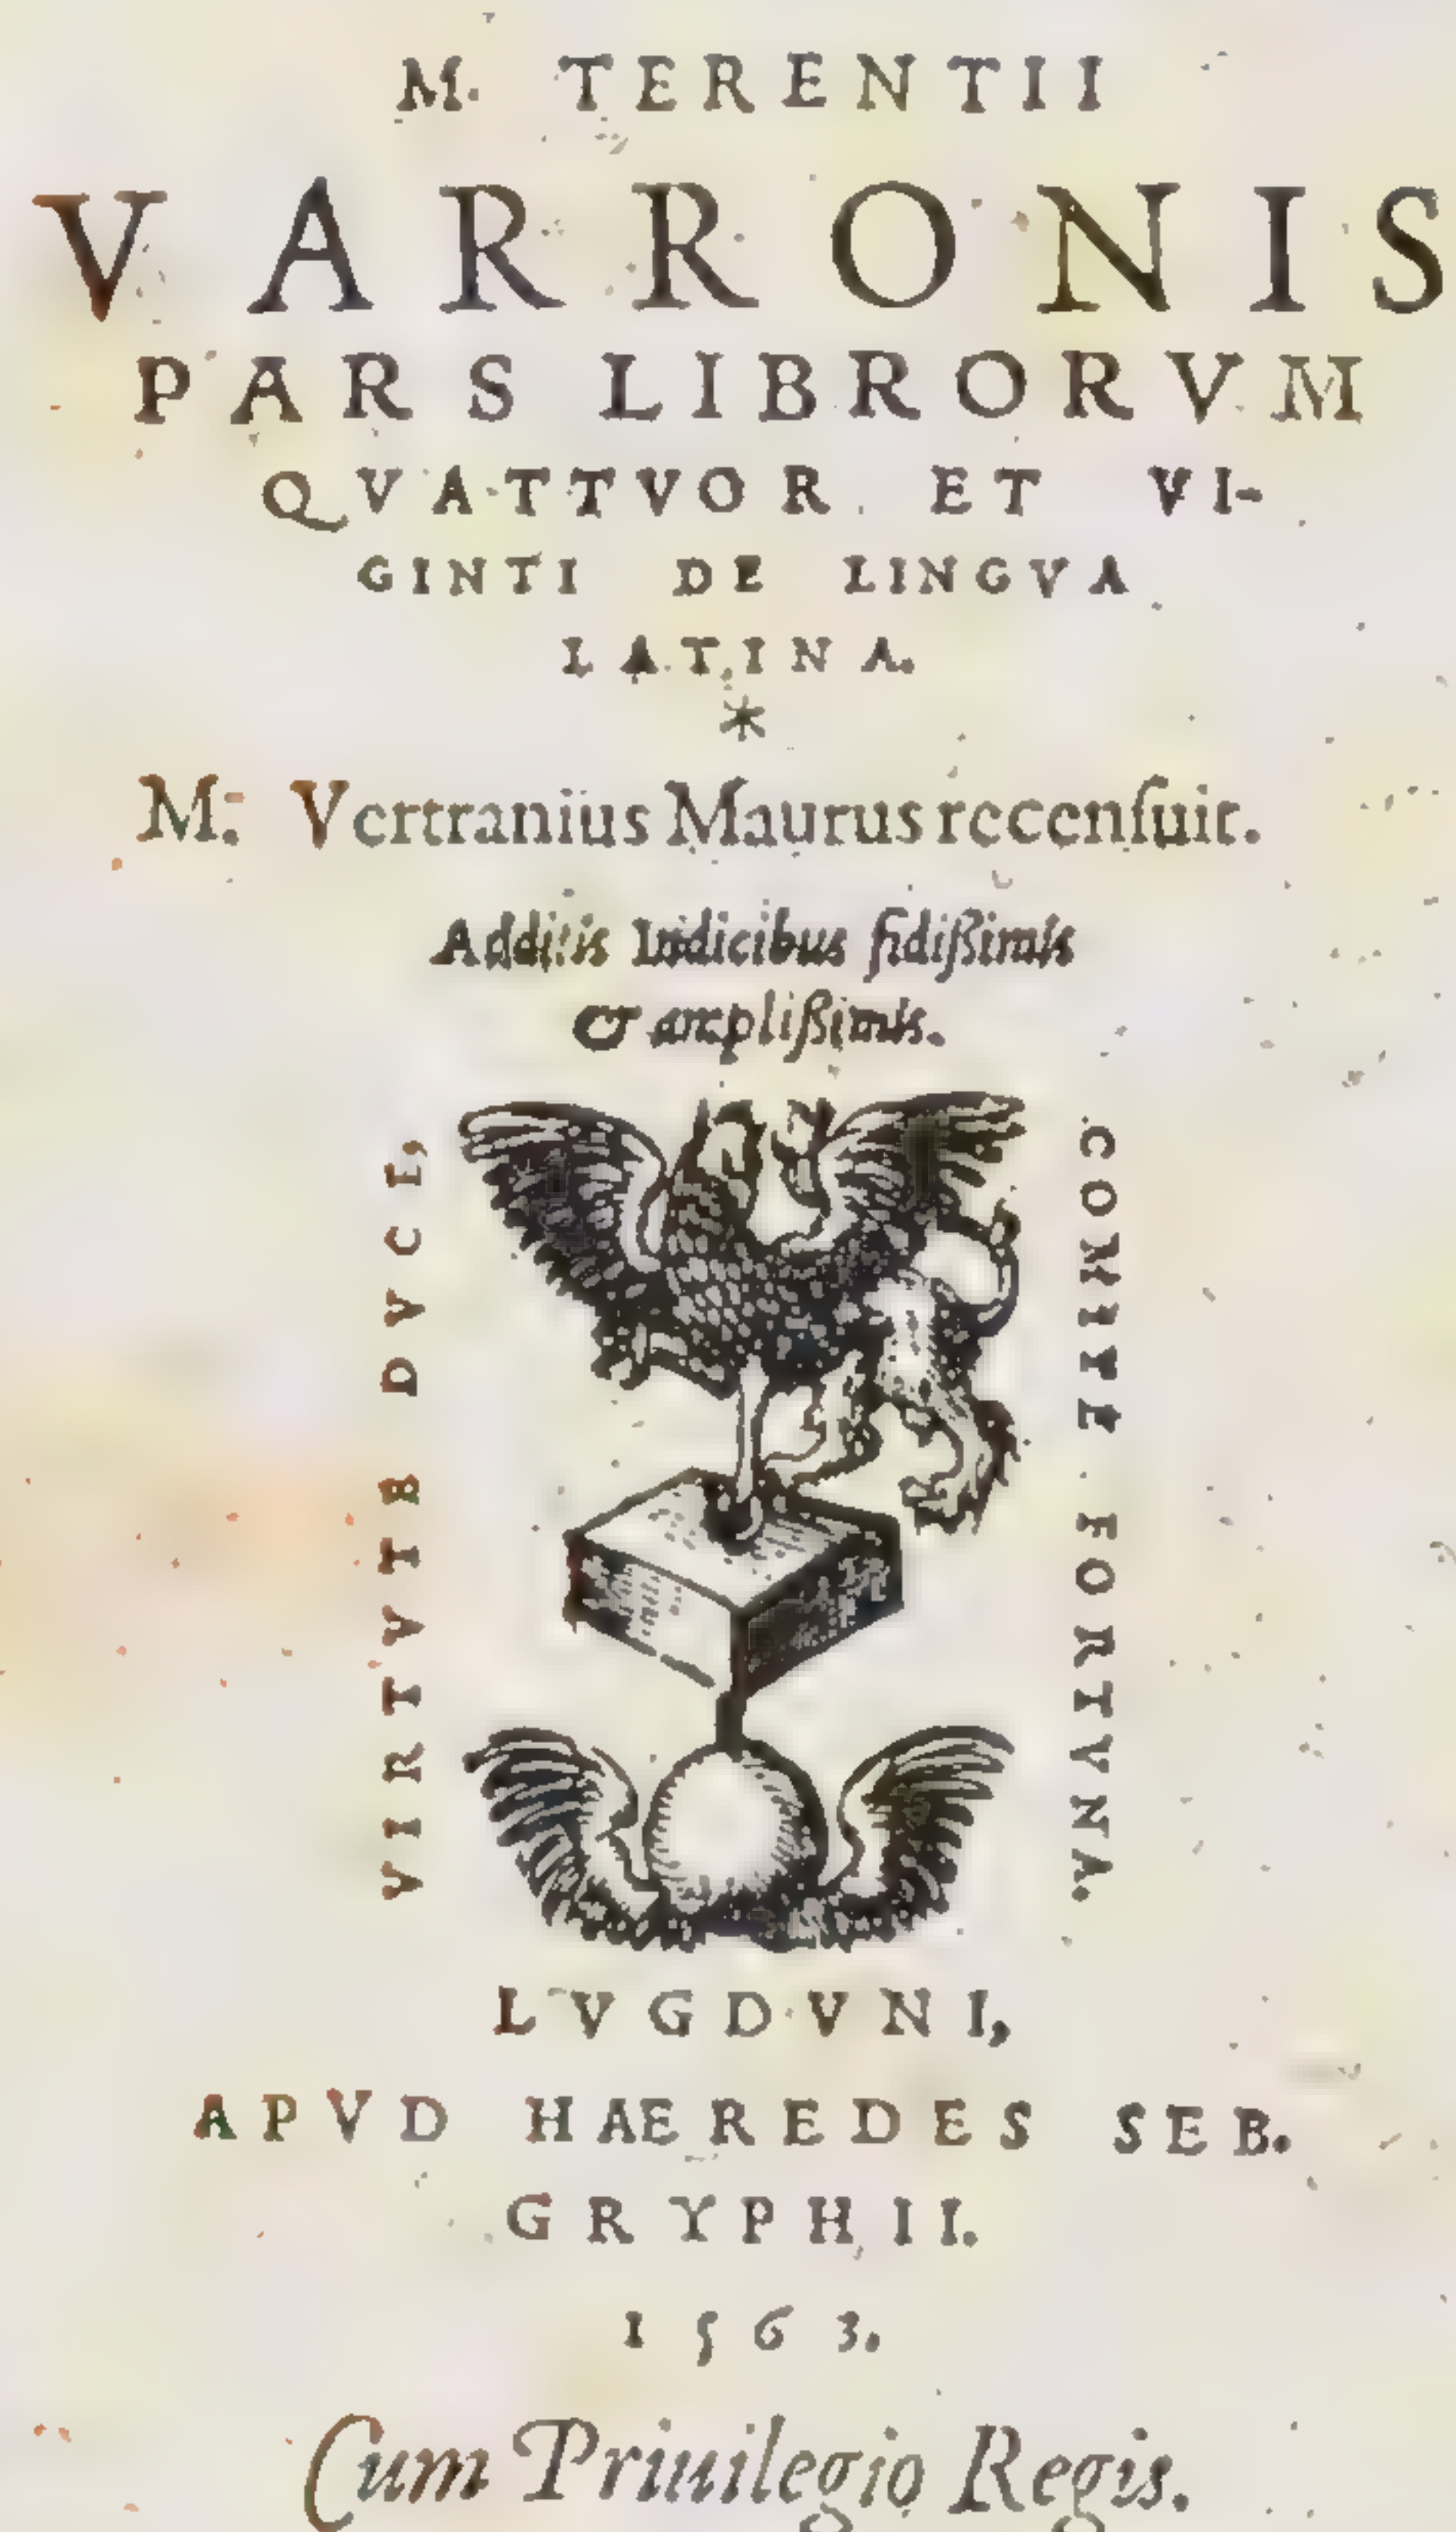 M. TERENTII
VARRONIS
PARS LIBRORVM
QVATTVOR ET VI-
GINTI DE LINGVA
LATINA.
*
M. Vertranius Maurus recenſuit.
Additis Indicibus fidißimis
& amplißimis.
VIRTVTE DVCE,
COMITE FORTVNA.
LVGDVNI,
APVD HAEREDES SEB.
GRYPHII.
1563.
Cum Priuilegio Regis.